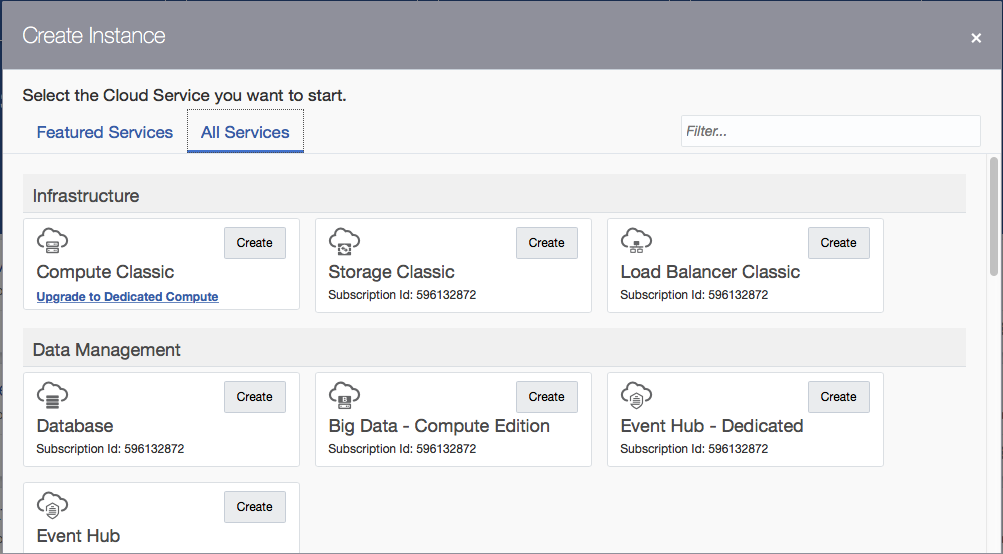 Create Instance
×
Select the Cloud Service you want to start.
Featured Services
All Services
Filter...
Infrastructure
Create
Compute Classic
Upgrade to Dedicated Compute
Create
Storage Classic
Subscription Id: 596132872
Create
Load Balancer Classic
Subscription Id: 596132872
Data Management
Create
Database
Subscription Id: 596132872
Create
Big Data - Compute Edition
Subscription Id: 596132872
Create
Event Hub - Dedicated
Subscription Id: 596132872
Create
Event Hub